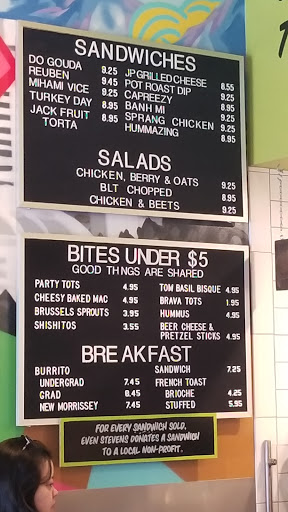 SANDWICHES
DO GOUDA 9.25
REUBEN 9.45
MIHAMI VICE 9.25
TURKEY DAY 8.95
JACK FRUIT 8.95
TORTA
JP GRILLED CHEESE 8.55
POT ROAST DIP 9.25
CAPREEZY 9.25
BANH MI 8.95
SPRANG CHICKEN 9.25
HUMMAZING 8.95
SALADS
CHICKEN, BERRY & OATS 9.25
BLT CHOPPED 8.95
CHICKEN & BEETS 9.25
BITES UNDER $5
GOOD THINGS ARE SHARED
PARTY TOTS 4.95
CHEESY BAKED MAC 4.95
BRUSSELS SPROUTS 3.95
SHISHITOS 3.55
TOM BASIL BISQUE 4.95
BRAVA TOTS 1.95
HUMMUS 4.95
BEER CHEESE &
PRETZEL STICKS 4.95
BREAKFAST
BURRITO
UNDERGRAD 7.45
GRAD 8.45
NEW MORRISSEY 7.45
SANDWICH 7.25
FRENCH TOAST
BRIOCHE 4.25
STUFFED 5.95
FOR EVERY SANDWICH SOLD,
EVEN STEVENS DONATES A SANDWICH
TO A LOCAL NON-PROFIT.